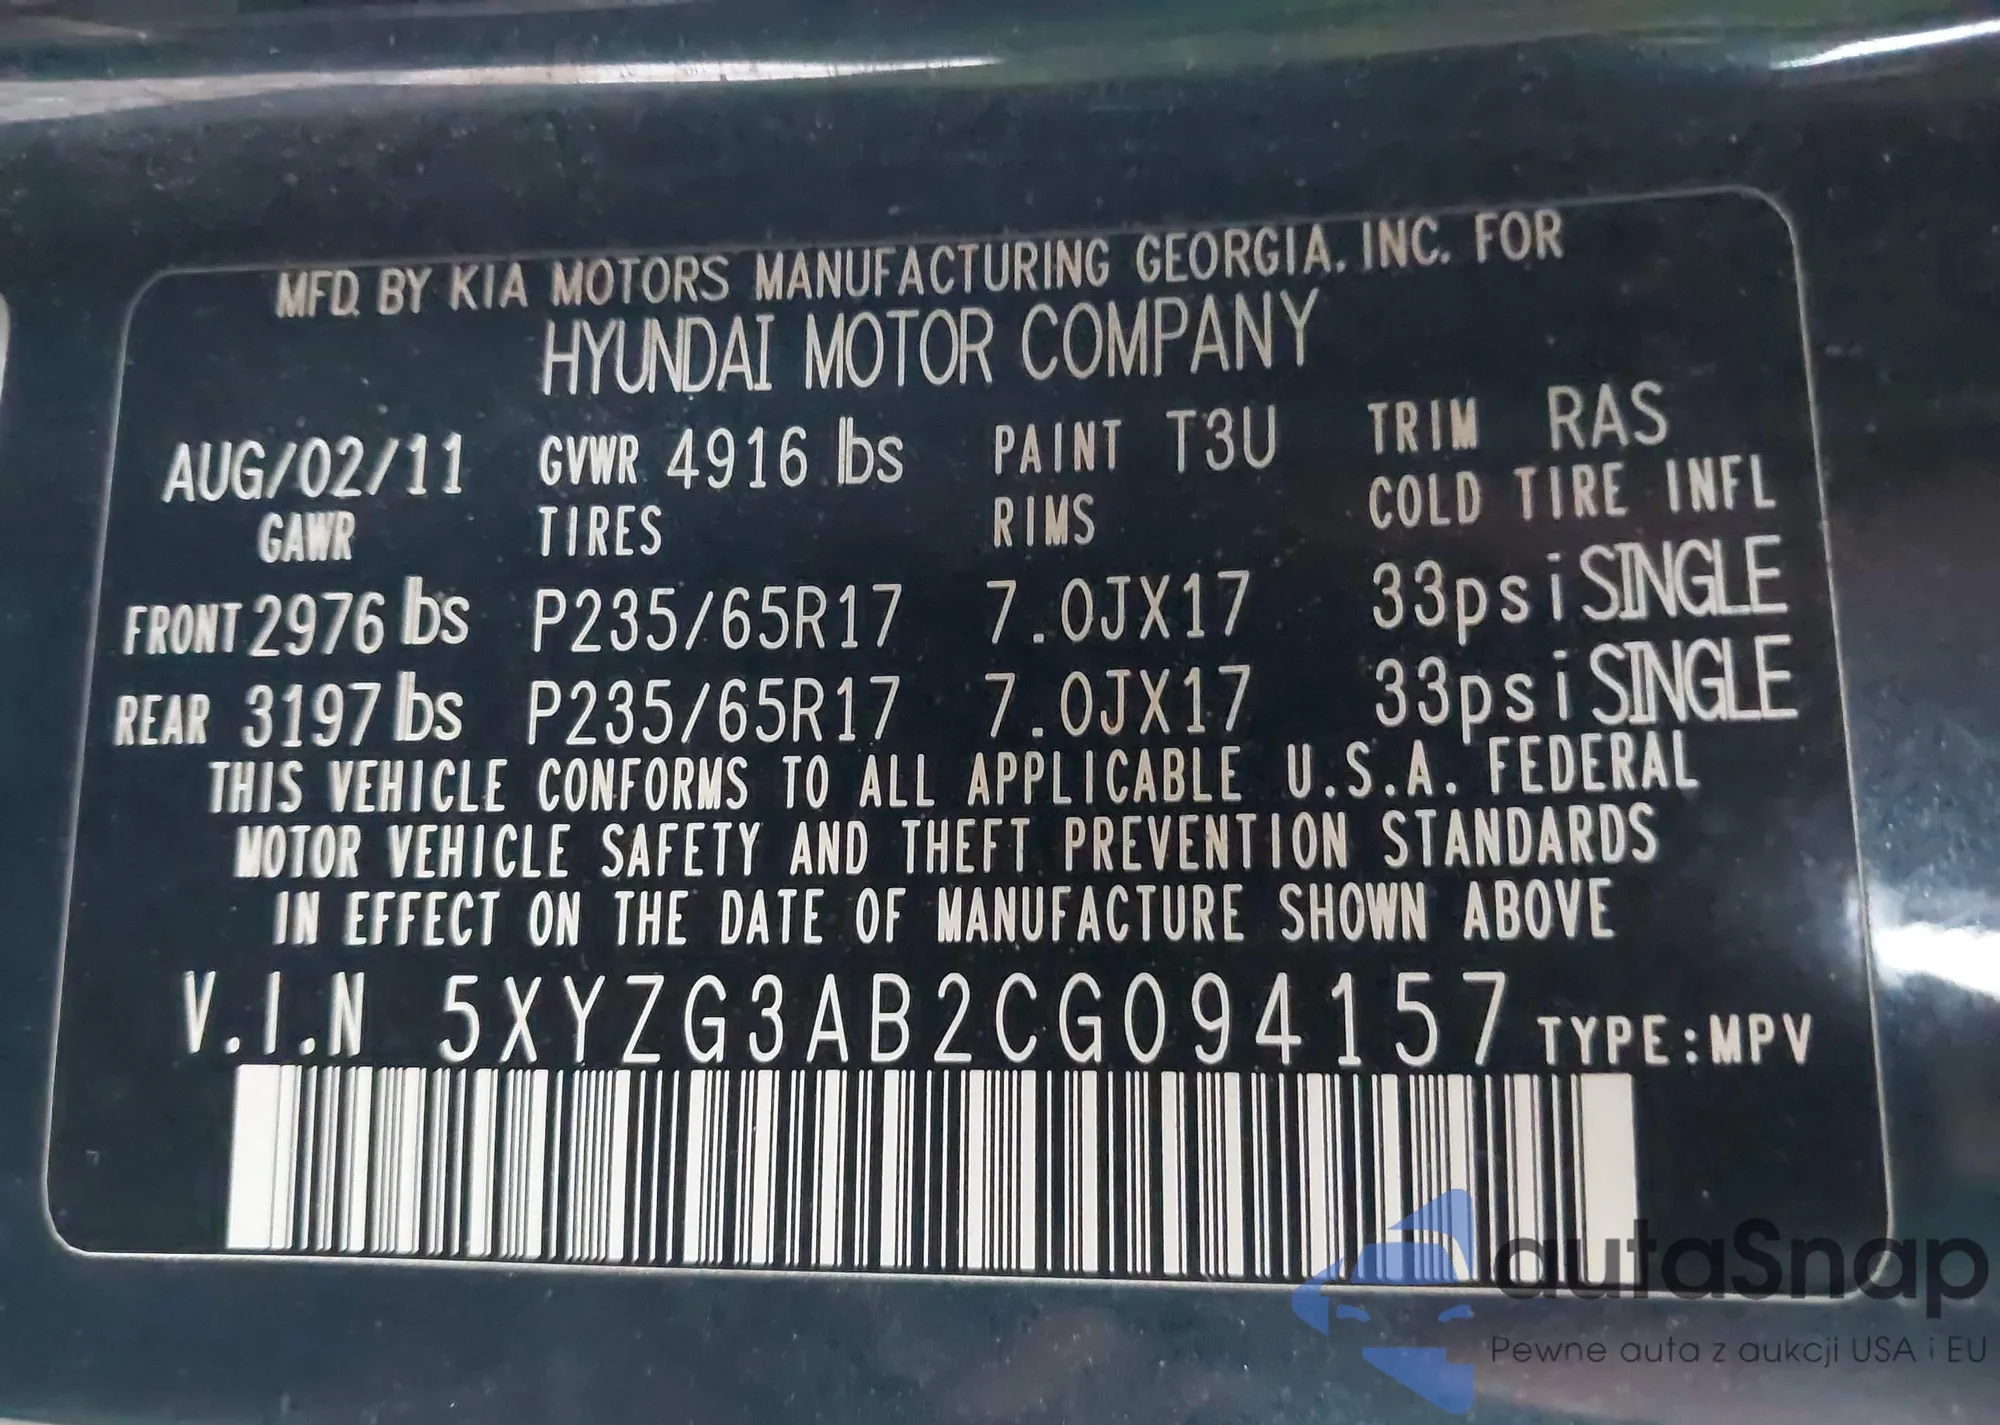 MFD. BY KIA MOTORS MANUFACTURING GEORGIA. INC. FOR
HYUNDAI MOTOR COMPANY
AUG/02/11 GVWR 4916 lbs PAINT T3U TRIM RAS
GAWR TIRES RIMS COLD TIRE INFL
FRONT 2976 lbs P235/65R17 7.0JX17 33psi SINGLE
REAR 3197 lbs P235/65R17 7.0JX17 33psi SINGLE
THIS VEHICLE CONFORMS TO ALL APPLICABLE U.S.A. FEDERAL
MOTOR VEHICLE SAFETY AND THEFT PREVENTION STANDARDS
IN EFFECT ON THE DATE OF MANUFACTURE SHOWN ABOVE
V.I.N 5XYZG3AB2CG094157 TYPE:MPV
autaSnap
Pewne auta z aukcji USA i EU